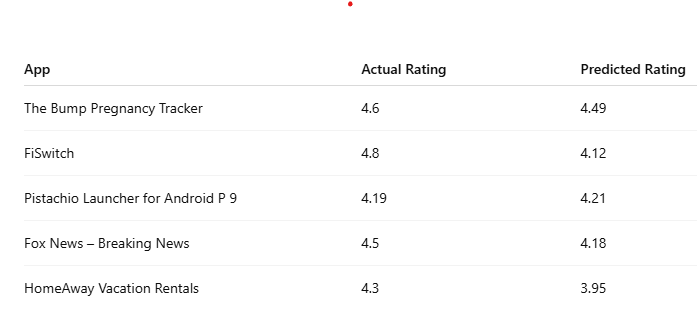 App Actual Rating Predicted Rating
The Bump Pregnancy Tracker 4.6 4.49
FiSwitch 4.8 4.12
Pistachio Launcher for Android P 9 4.19 4.21
Fox News – Breaking News 4.5 4.18
HomeAway Vacation Rentals 4.3 3.95